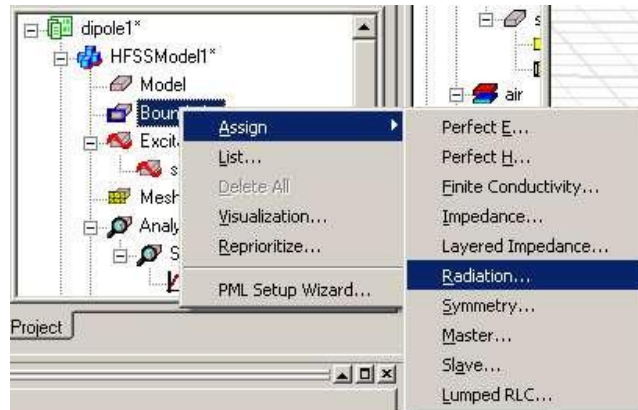 dipole1*
HFSSModel1*
Model
Assign
List...
Delete All
Visualization...
Reprioritize...
PML Setup Wizard...
air
Perfect E...
Perfect H...
Finite Conductivity...
Impedance...
Layered Impedance...
Radiation...
Symmetry...
Master...
Slave...
Lumped RLC...
Project